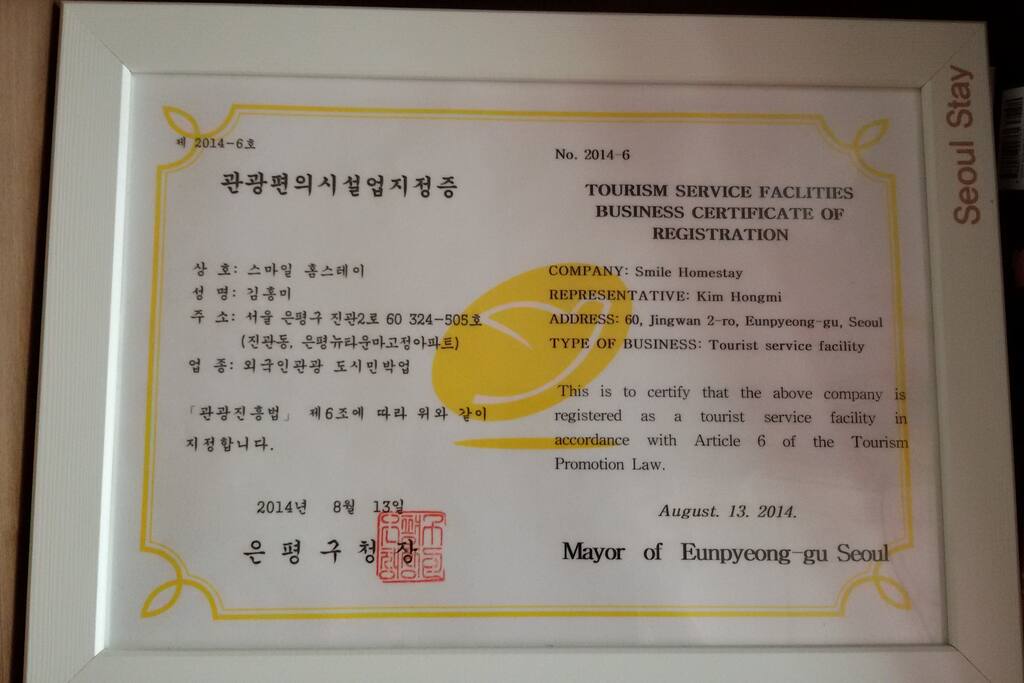 제 2014-6호
관광편의시설업지정증
상 호: 스마일 홈스테이
성 명: 김홍미
주 소: 서울 은평구 진관2로 60 324-505호
(진관동, 은평뉴타운마고정아파트)
업 종: 외국인관광 도시민박업
「관광진흥법」 제6조에 따라 위와 같이
지정합니다.
2014년 8월 13일
은 평 구 청 장
No. 2014-6
TOURISM SERVICE FACLITIES
BUSINESS CERTIFICATE OF
REGISTRATION
COMPANY: Smile Homestay
REPRESENTATIVE: Kim Hongmi
ADDRESS: 60, Jingwan 2-ro, Eunpyeong-gu, Seoul
TYPE OF BUSINESS: Tourist service facility
This is to certify that the above company is
registered as a tourist service facility in
accordance with Article 6 of the Tourism
Promotion Law.
August. 13. 2014.
Mayor of Eunpyeong-gu Seoul
Seoul Stay